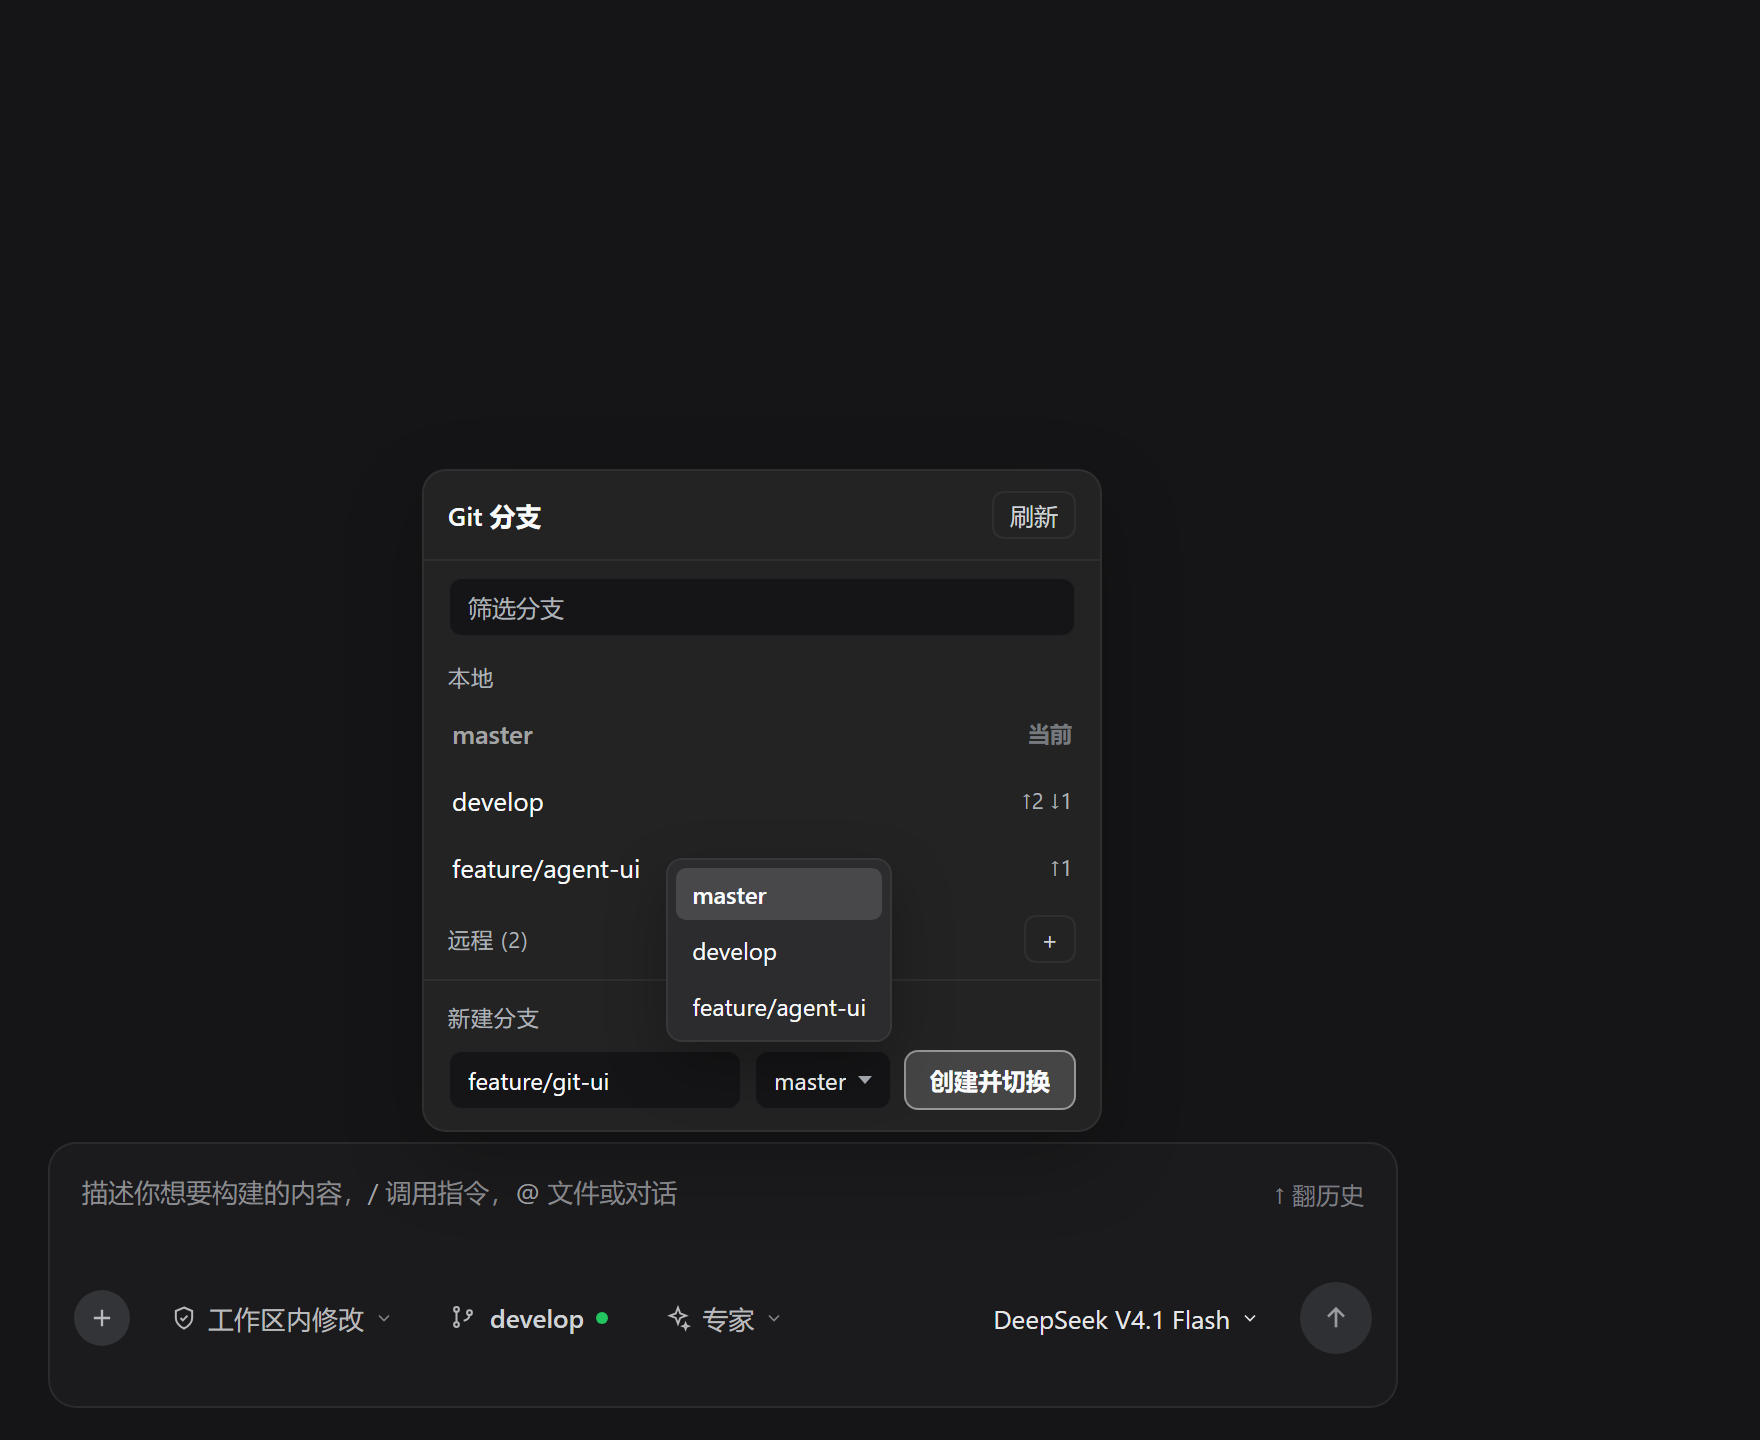 Git 分支
刷新
筛选分支
本地
master 当前
develop ↑2 ↓1
feature/agent-ui ↑1
远程 (2) +
master
develop
feature/agent-ui
新建分支
feature/git-ui master 创建并切换
描述你想要构建的内容，/ 调用指令，@ 文件或对话
↑ 翻历史
工作区内修改 develop 专家 DeepSeek V4.1 Flash